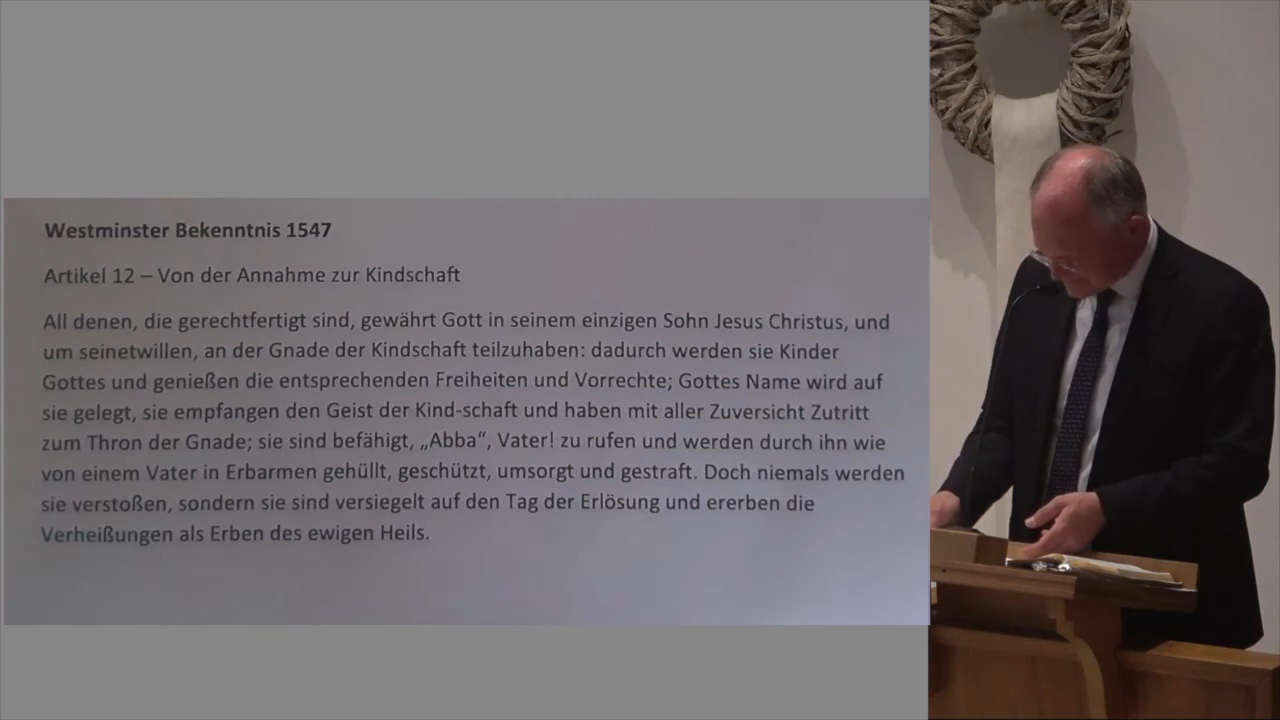 Westminster Bekenntnis 1547
Artikel 12 – Von der Annahme zur Kindschaft
All denen, die gerechtfertigt sind, gewährt Gott in seinem einzigen Sohn Jesus Christus, und
um seinetwillen, an der Gnade der Kindschaft teilzuhaben: dadurch werden sie Kinder
Gottes und genießen die entsprechenden Freiheiten und Vorrechte; Gottes Name wird auf
sie gelegt, sie empfangen den Geist der Kind-schaft und haben mit aller Zuversicht Zutritt
zum Thron der Gnade; sie sind befähigt, „Abba“, Vater! zu rufen und werden durch ihn wie
von einem Vater in Erbarmen gehüllt, geschützt, umsorgt und gestraft. Doch niemals werden
sie verstoßen, sondern sie sind versiegelt auf den Tag der Erlösung und ererben die
Verheißungen als Erben des ewigen Heils.